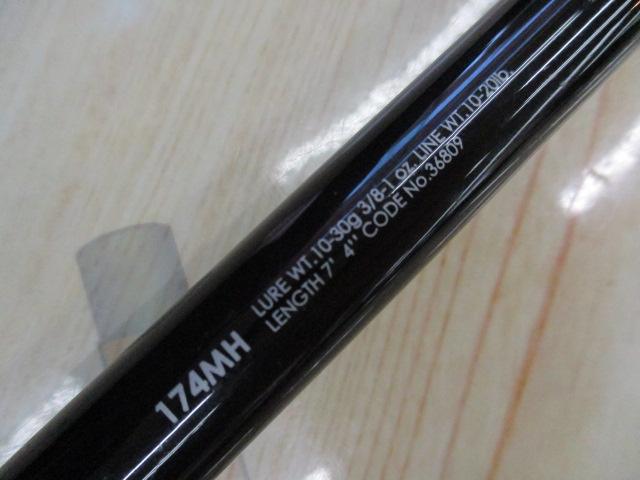 174MH
LURE WT.10-30g 3/8-1 oz. LINE WT.10-20lb.
LENGTH 7' 4'' CODE No.36809